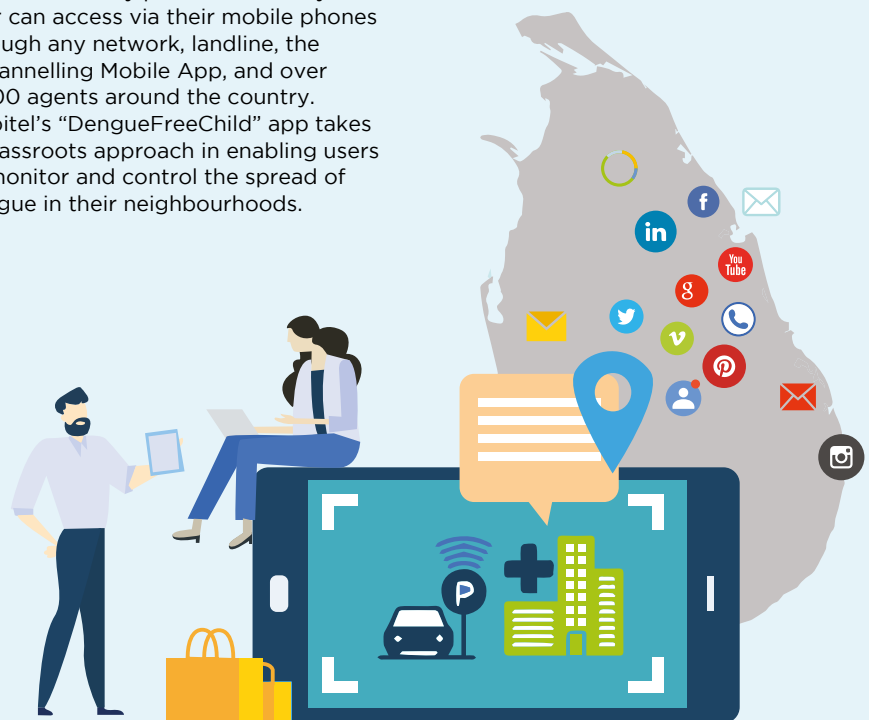 r can access via their mobile phones
ugh any network, landline, the
annelling Mobile App, and over
00 agents around the country.
bitel's “DengueFreeChild” app takes
assroots approach in enabling users
monitor and control the spread of
gue in their neighbourhoods.
f
in
You
Tube
g
P